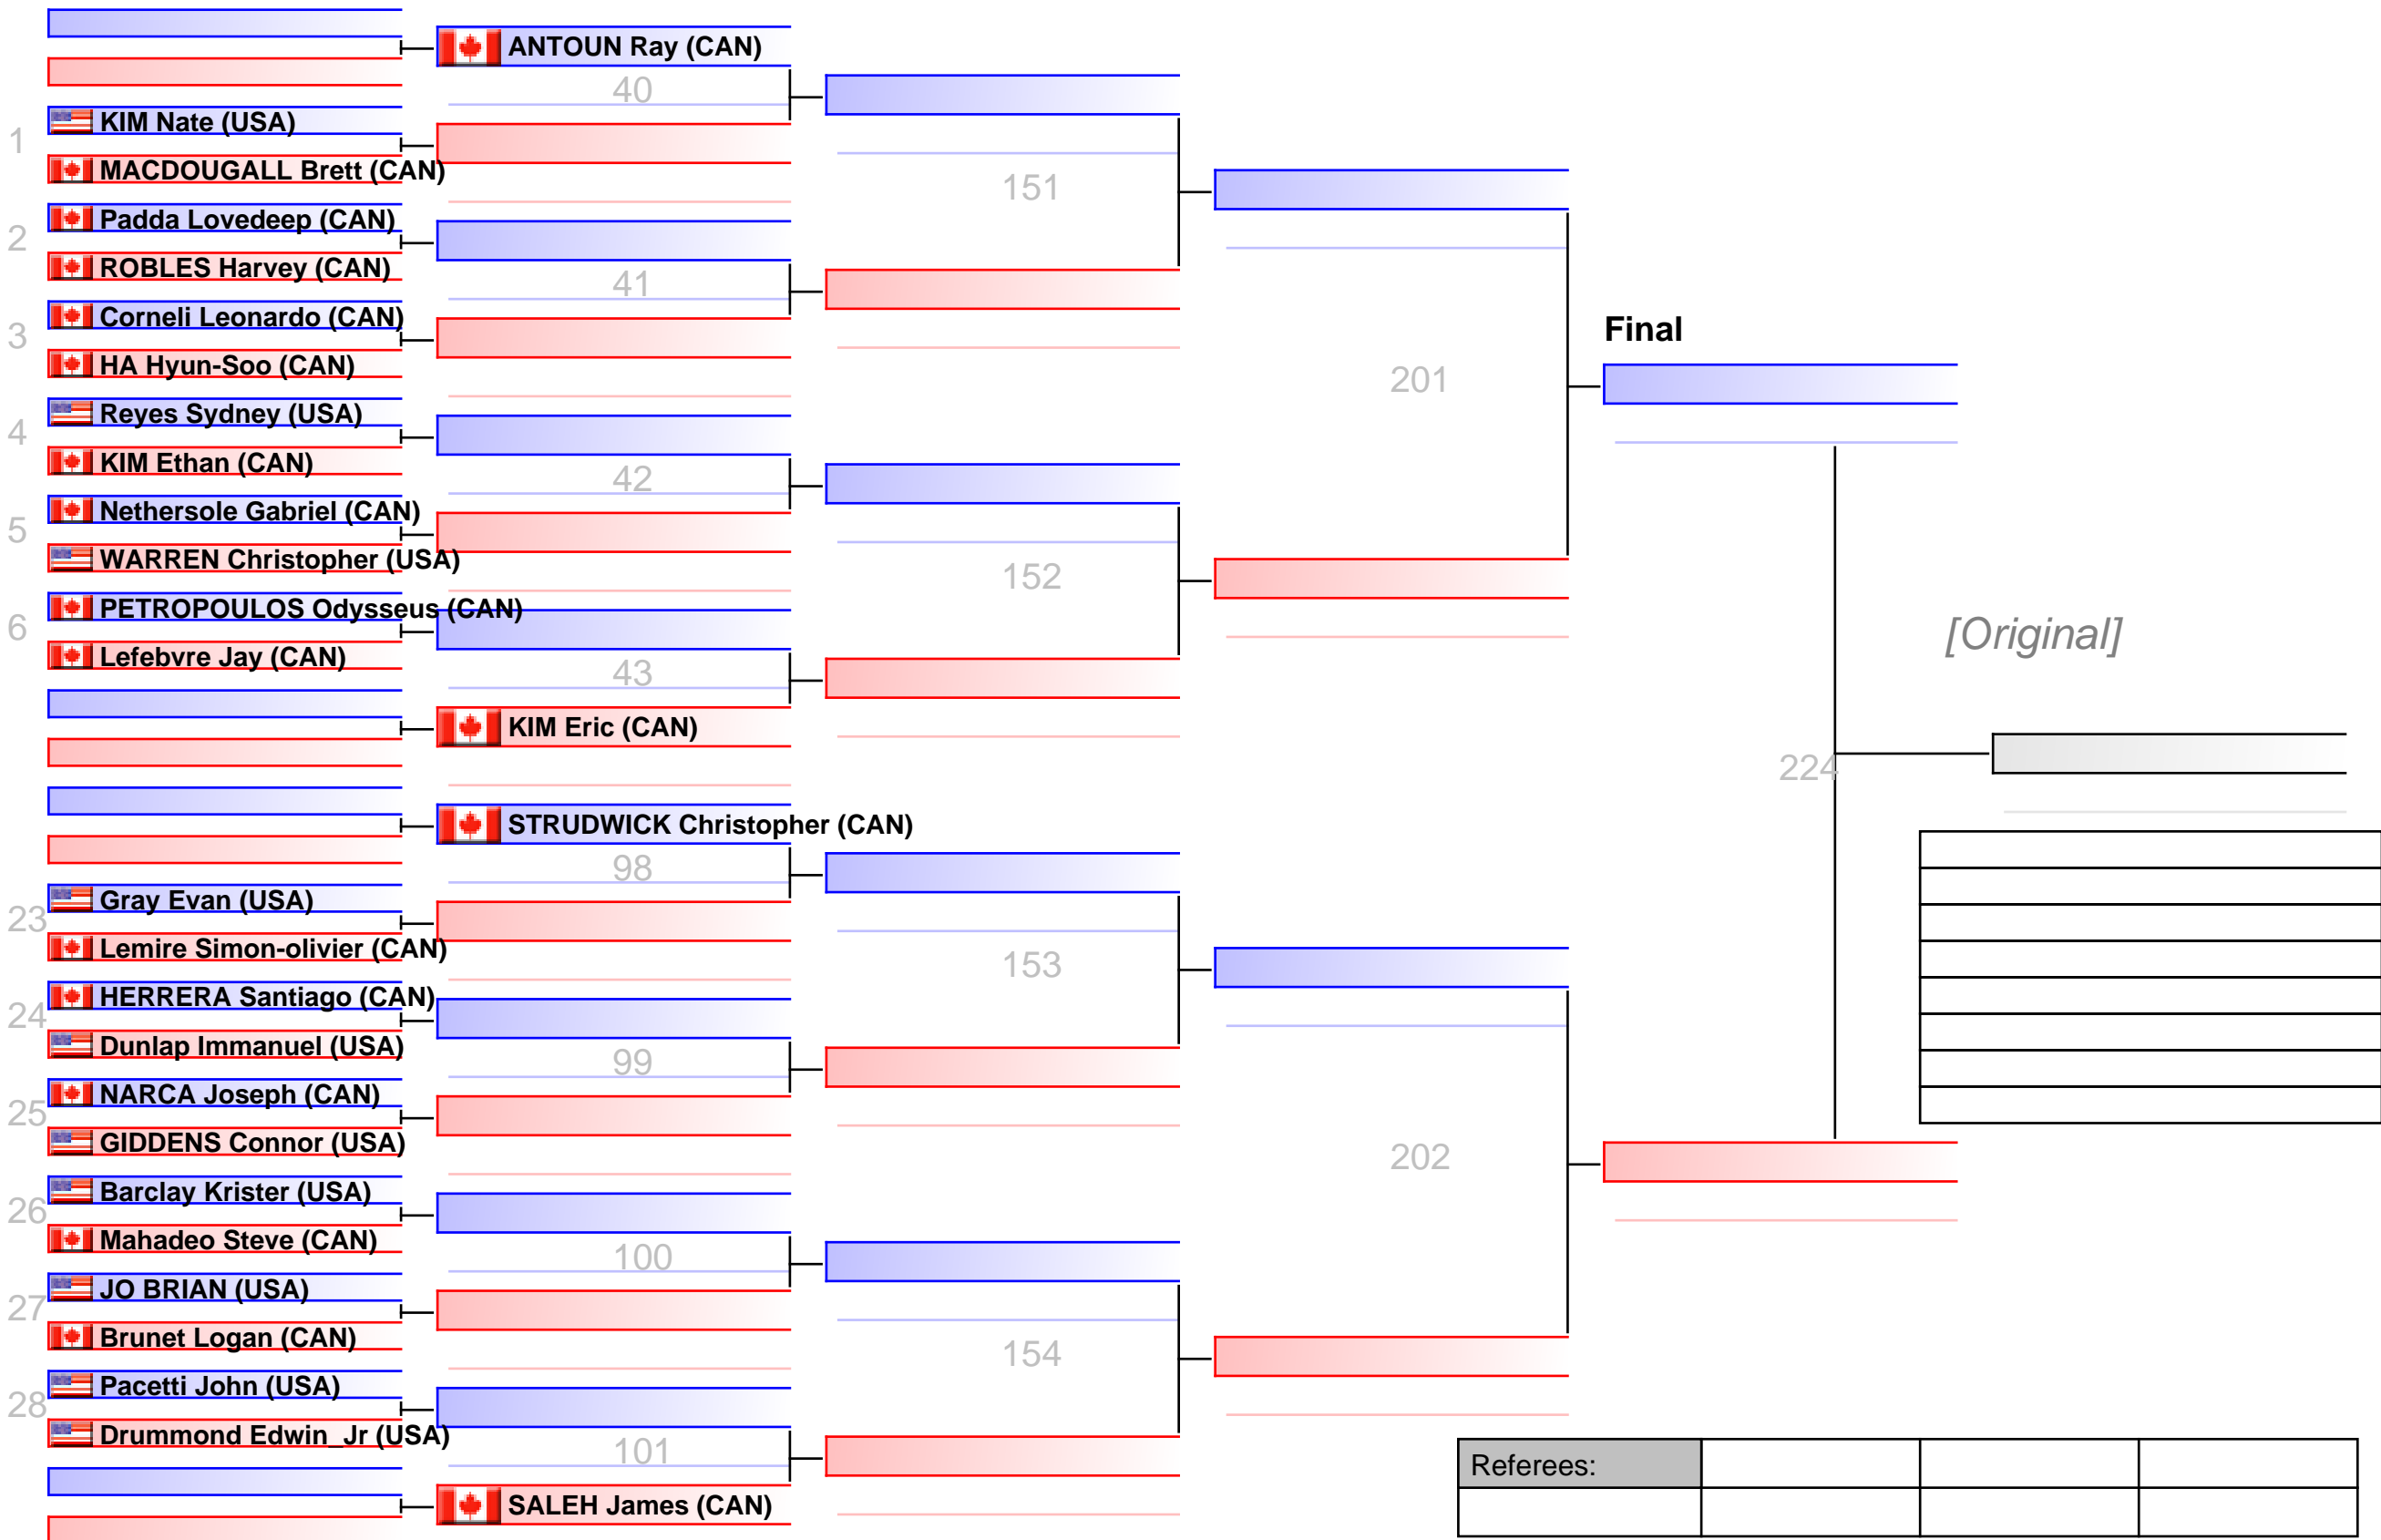 ANTOUN Ray (CAN)
40
1
KIM Nate (USA)
MACDOUGALL Brett (CAN)
151
2
Padda Lovedeep (CAN)
ROBLES Harvey (CAN)
41
3
Corneli Leonardo (CAN)
HA Hyun-Soo (CAN)
Final
201
4
Reyes Sydney (USA)
KIM Ethan (CAN)
42
5
Nethersole Gabriel (CAN)
WARREN Christopher (USA)
152
6
PETROPOULOS Odysseus (CAN)
Lefebvre Jay (CAN)
[Original]
43
KIM Eric (CAN)
224
STRUDWICK Christopher (CAN)
98
23
Gray Evan (USA)
Lemire Simon-olivier (CAN)
153
24
HERRERA Santiago (CAN)
Dunlap Immanuel (USA)
99
25
NARCA Joseph (CAN)
GIDDENS Connor (USA)
202
26
Barclay Krister (USA)
Mahadeo Steve (CAN)
100
27
JO BRIAN (USA)
Brunet Logan (CAN)
154
28
Pacetti John (USA)
Drummond Edwin_Jr (USA)
101
Referees:
SALEH James (CAN)